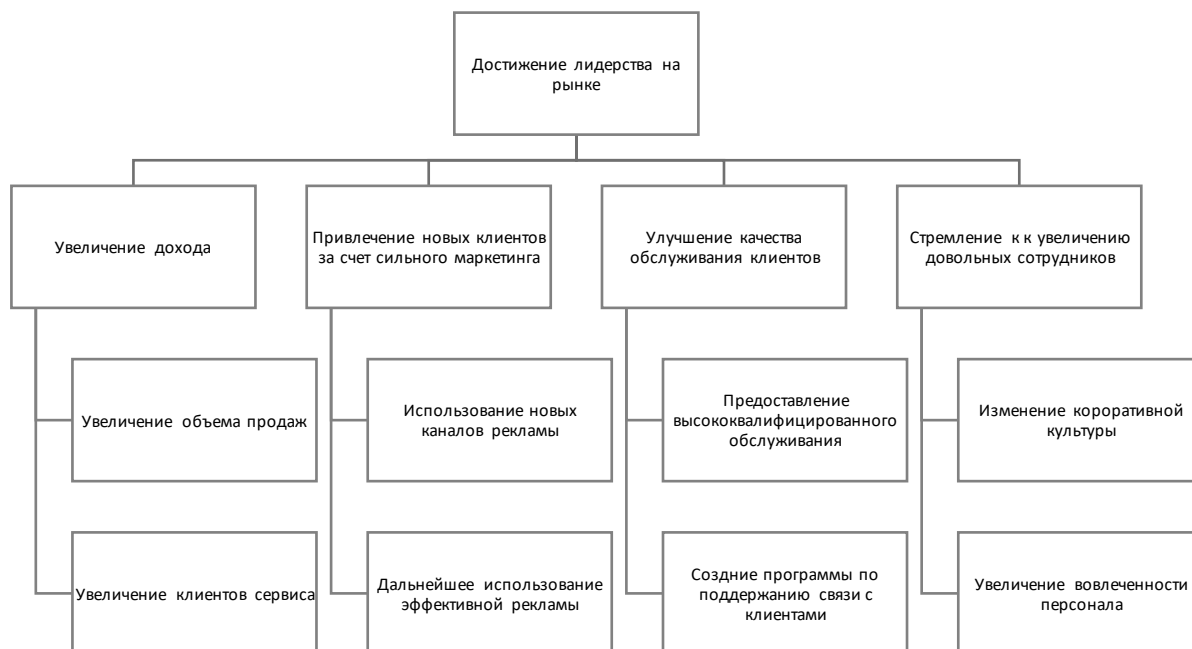 Достижение лидерства на
рынке
Увеличение дохода
Привлечение новых клиентов
за счет сильного маркетинга
Улучшение качества
обслуживания клиентов
Стремление к к увеличению
довольных сотрудников
Увеличение объема продаж
Использование новых
каналов рекламы
Предоставление
высококвалифицированного
обслуживания
Изменение короративной
культуры
Увеличение клиентов сервиса
Дальнейшее использование
эффективной рекламы
Создние программы по
поддержанию связи с
клиентами
Увеличение вовлеченности
персонала